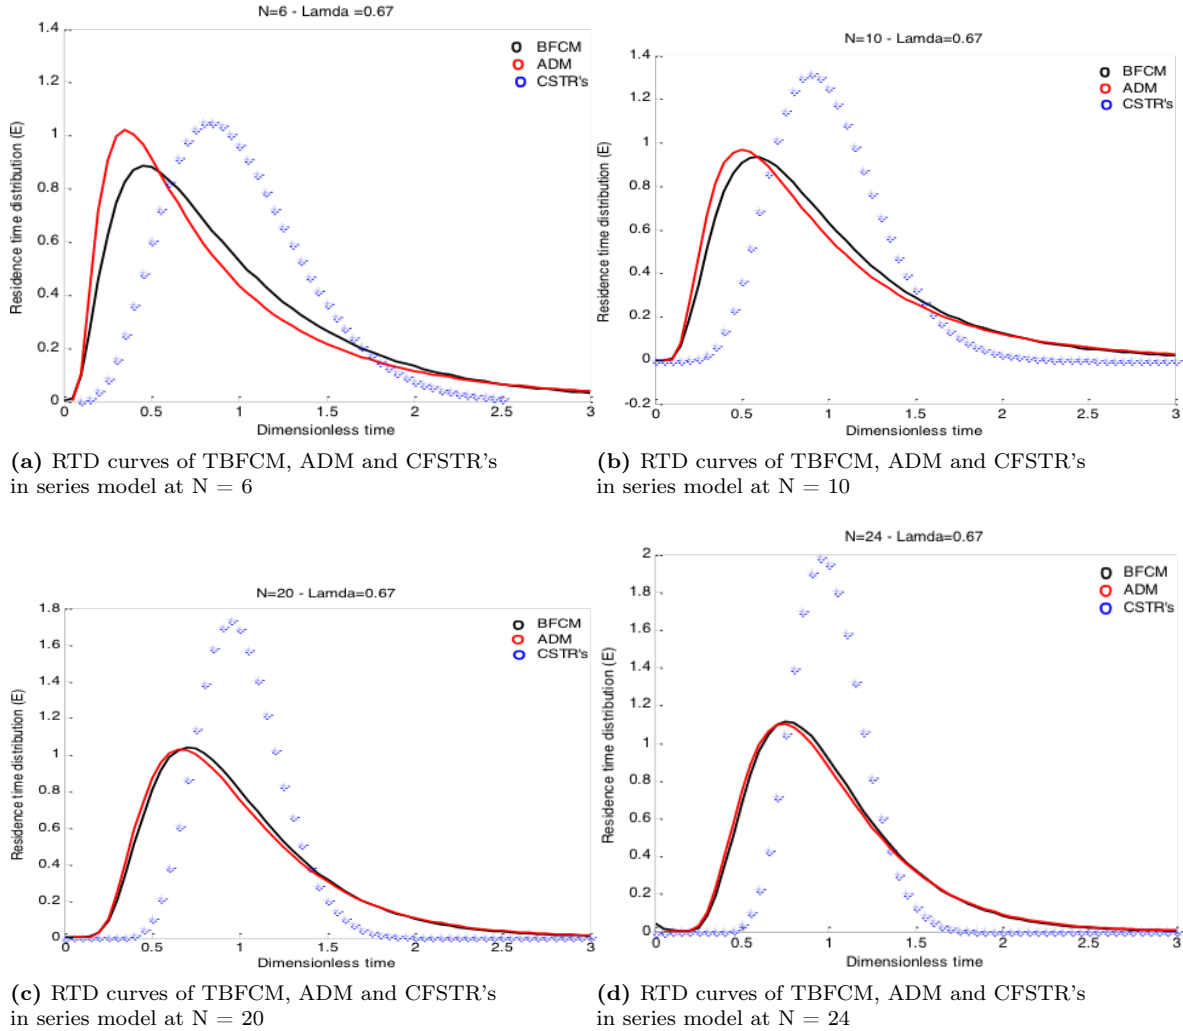 N=6 - Lamda =0.67
1.4
1.2
1
0.8
0.6
0.4
0.2
0
Residence time distribution (E)
BFCM
ADM
CSTR's
0 0.5 1 1.5 2 2.5 3
Dimensionless time
(a) RTD curves of TBFCM, ADM and CFSTR's
in series model at N = 6
N=10 - Lamda=0.67
1.4
1.2
1
0.8
0.6
0.4
0.2
0
-0.2
Residence time distribution (E)
BFCM
ADM
CSTR's
0 0.5 1 1.5 2 2.5 3
Dimensionless time
(b) RTD curves of TBFCM, ADM and CFSTR's
in series model at N = 10
N=20 - Lamda=0.67
1.8
1.6
1.4
1.2
1
0.8
0.6
0.4
0.2
0
Residence time distribution (E)
BFCM
ADM
CSTR's
0 0.5 1 1.5 2 2.5 3
Dimensionless time
(c) RTD curves of TBFCM, ADM and CFSTR's
in series model at N = 20
N=24 - Lamda=0.67
2
1.8
1.6
1.4
1.2
1
0.8
0.6
0.4
0.2
0
Residence time distribution (E)
BFCM
ADM
CSTR's
0 0.5 1 1.5 2 2.5 3
Dimensionless time
(d) RTD curves of TBFCM, ADM and CFSTR's
in series model at N = 24